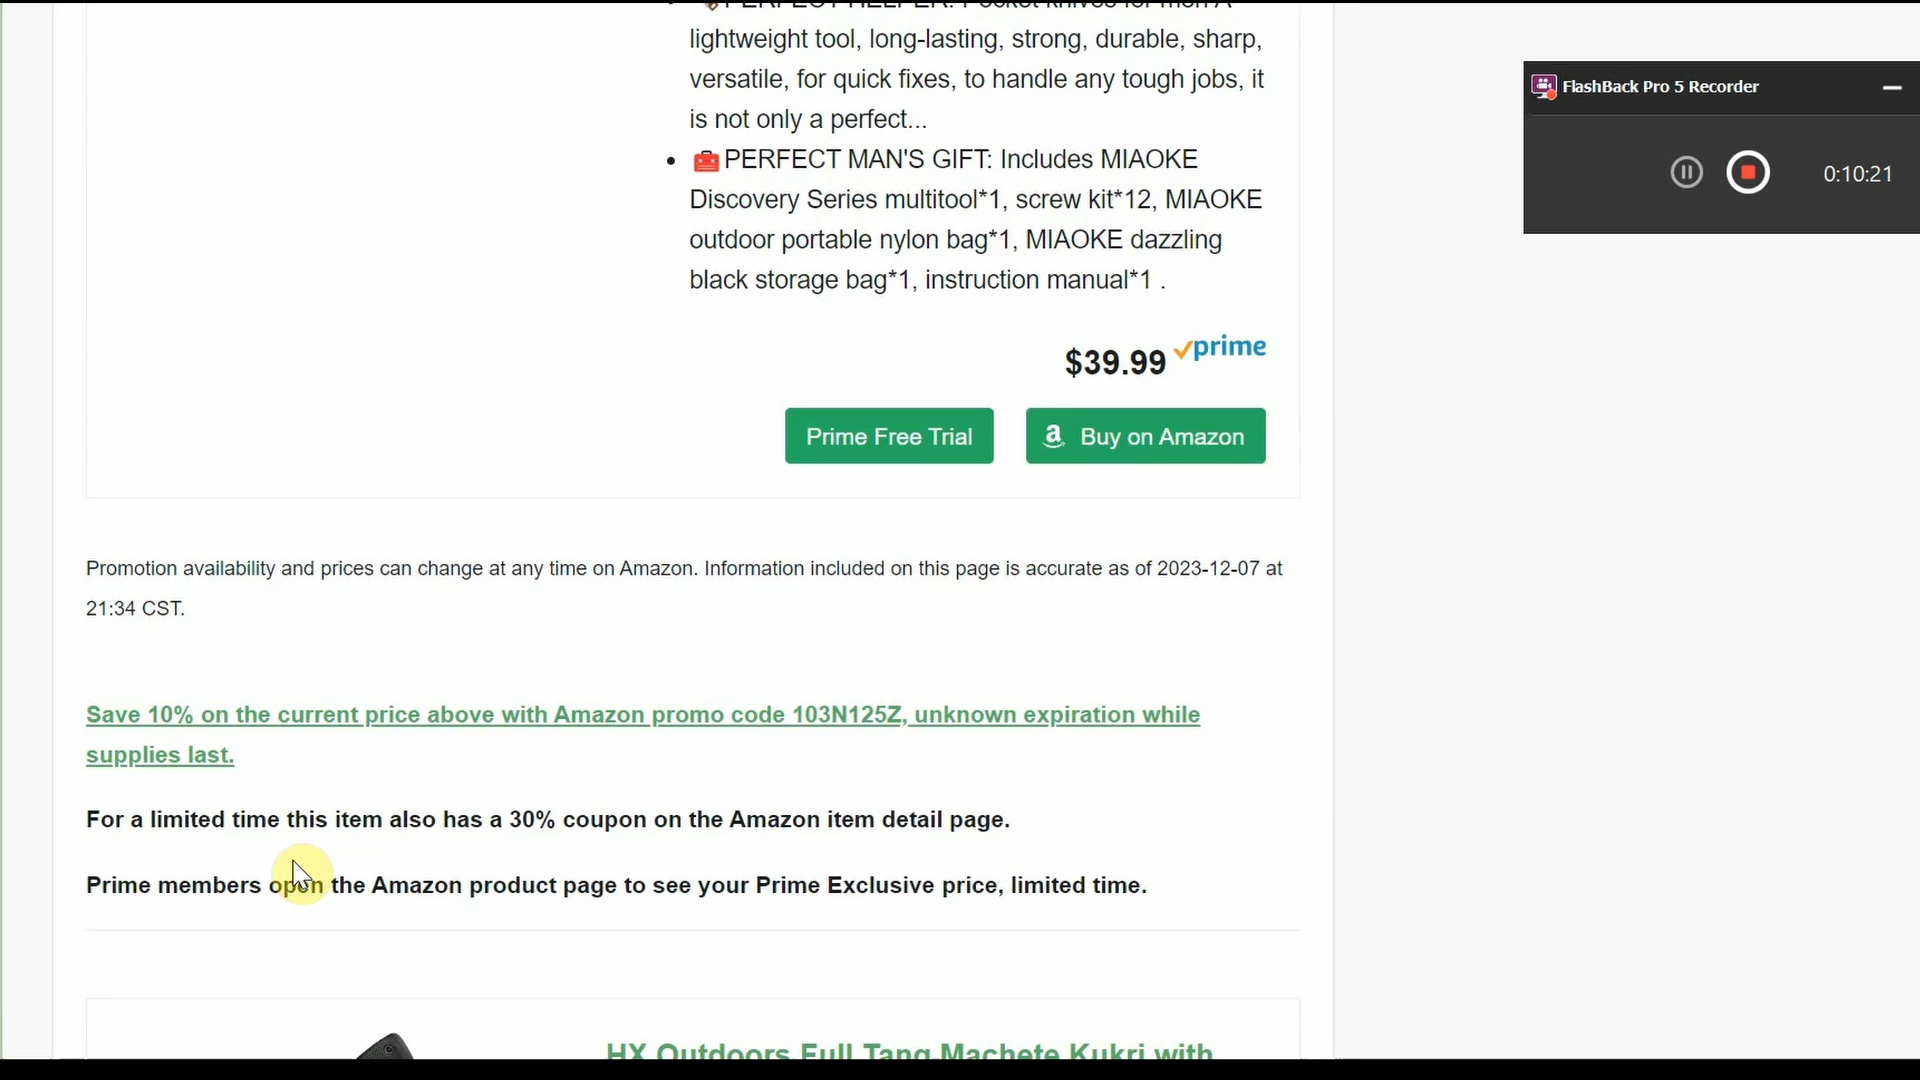 PERFECT HELPER: Pocket knives for men A
lightweight tool, long-lasting, strong, durable, sharp,
versatile, for quick fixes, to handle any tough jobs, it
is not only a perfect...
PERFECT MAN'S GIFT: Includes MIAOKE
Discovery Series multitool*1, screw kit*12, MIAOKE
outdoor portable nylon bag*1, MIAOKE dazzling
black storage bag*1, instruction manual*1 .
$39.99 prime
Prime Free Trial
Buy on Amazon
Promotion availability and prices can change at any time on Amazon. Information included on this page is accurate as of 2023-12-07 at
21:34 CST.
Save 10% on the current price above with Amazon promo code 103N125Z, unknown expiration while
supplies last.
For a limited time this item also has a 30% coupon on the Amazon item detail page.
Prime members open the Amazon product page to see your Prime Exclusive price, limited time.
HX Outdoors Full Tang Machete Kukri with
FlashBack Pro 5 Recorder
0:10:21